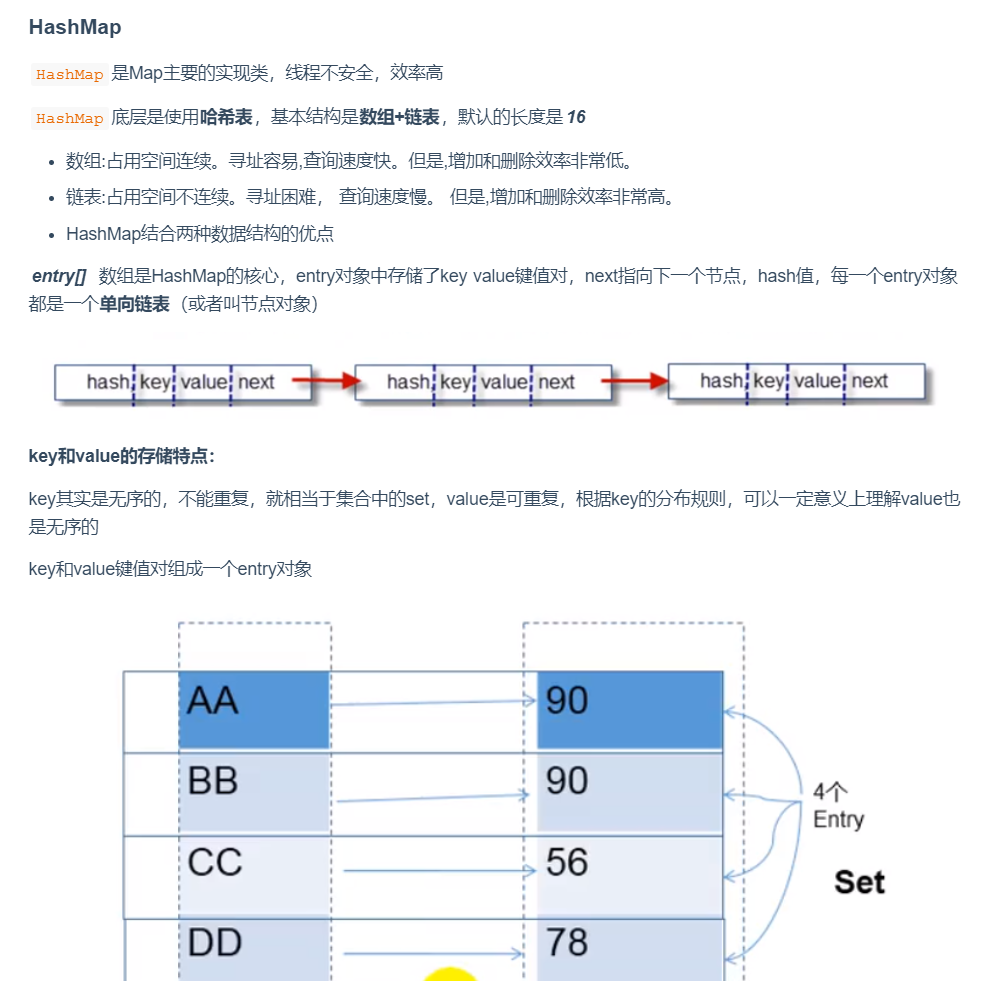 HashMap
HashMap 是Map主要的实现类，线程不安全，效率高
HashMap 底层是使用哈希表，基本结构是数组+链表，默认的长度是 16
数组:占用空间连续。寻址容易,查询速度快。但是,增加和删除效率非常低。
链表:占用空间不连续。寻址困难， 查询速度慢。 但是,增加和删除效率非常高。
HashMap结合两种数据结构的优点
entry[] 数组是HashMap的核心，entry对象中存储了key value键值对，next指向下一个节点，hash值，每一个entry对象
都是一个单向链表（或者叫节点对象）
hash key value next hash key value next hash key value next
key和value的存储特点：
key其实是无序的，不能重复，就相当于集合中的set，value是可重复，根据key的分布规则，可以一定意义上理解value也
是无序的
key和value键值对组成一个entry对象
AA 90
BB 90
4个
Entry
CC 56
Set
DD 78